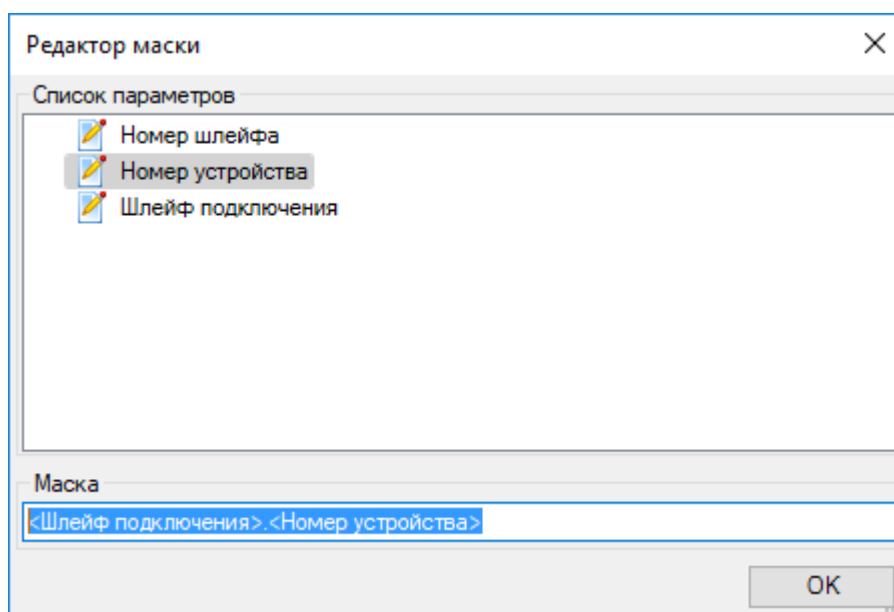 Редактор маски
Список параметров
Номер шлейфа
Номер устройства
Шлейф подключения
Маска
<Шлейф подключения>.<Номер устройства>
OK